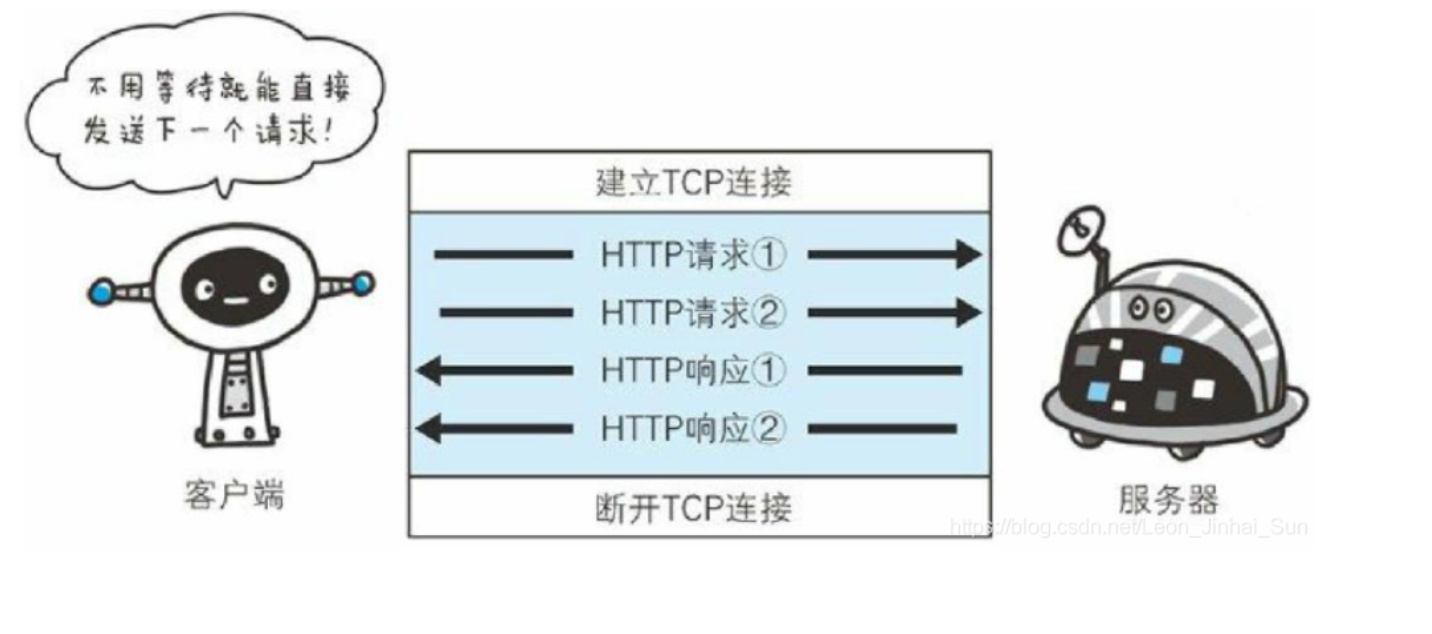 不用等待就能直接
发送下一个请求!
建立TCP连接
HTTP请求①
HTTP请求②
HTTP响应①
HTTP响应②
断开TCP连接
客户端
服务器
https://blog.csdn.net/Leon_Jinhai_Sun